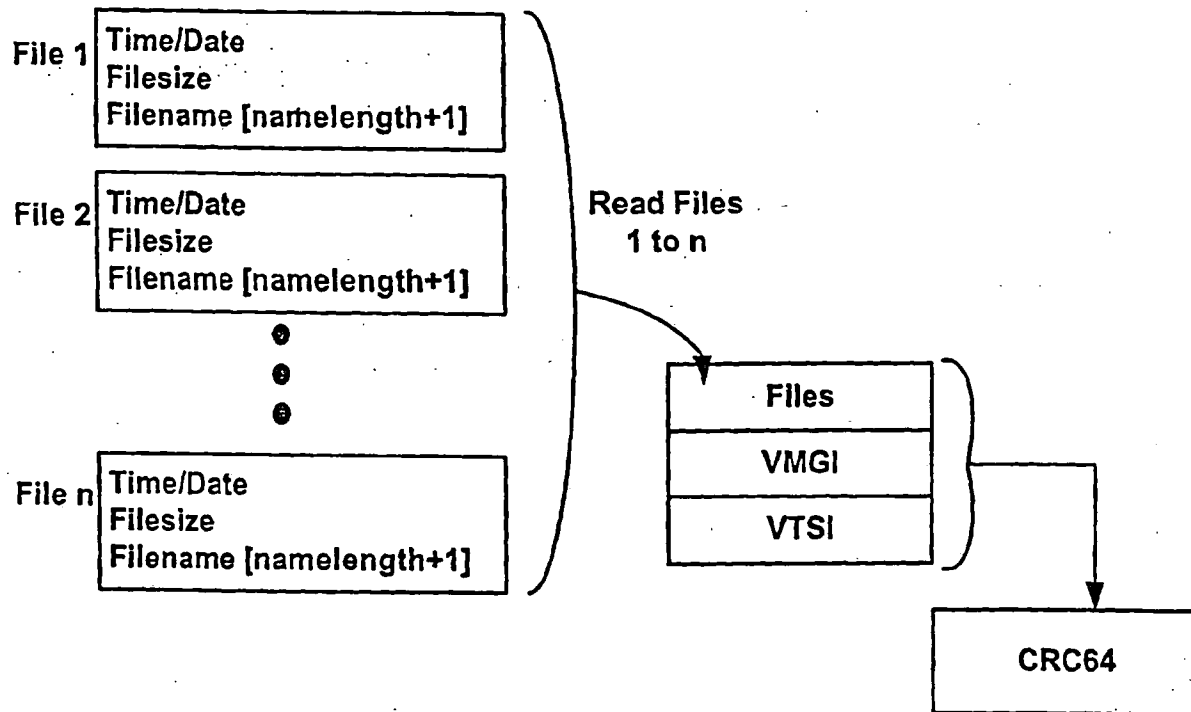 File 1
Time/Date
Filesize
Filename [namelength+1]
File 2
Time/Date
Filesize
Filename [namelength+1]
Read Files
1 to n
File n
Time/Date
Filesize
Filename [namelength+1]
Files
VMGI
VTSI
CRC64